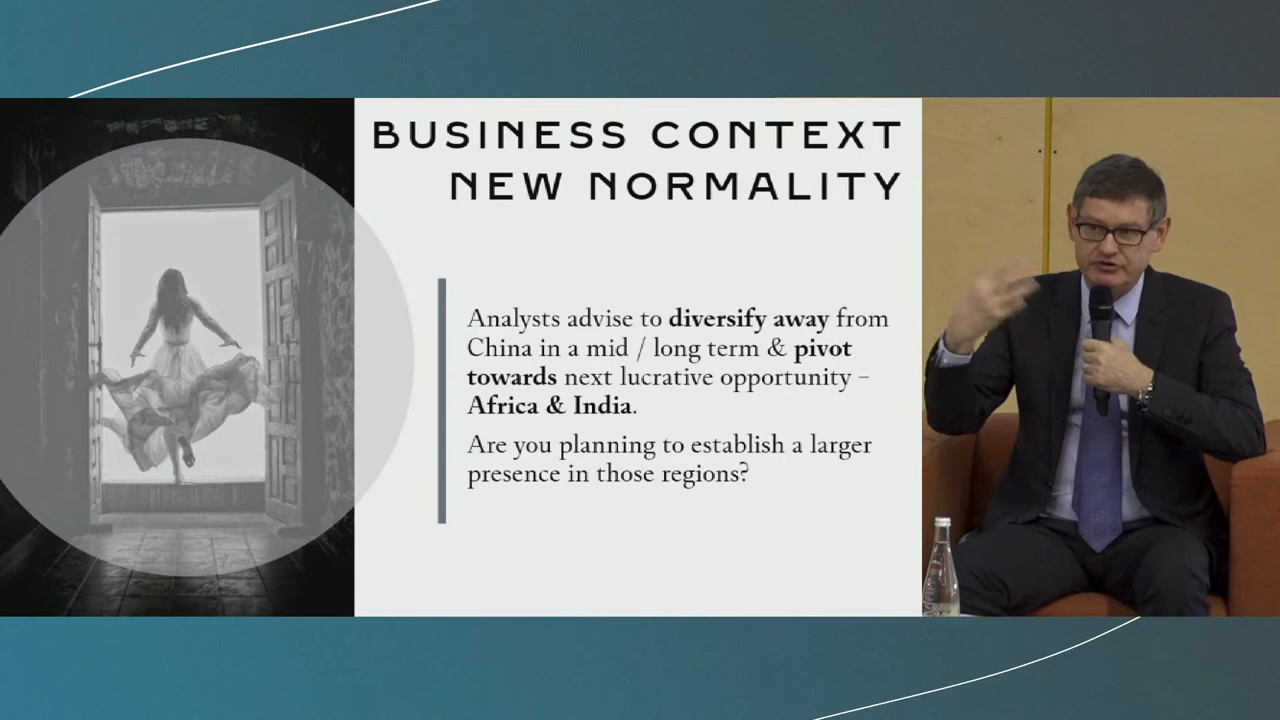 BUSINESS CONTEXT
NEW NORMALITY
Analysts advise to diversify away from
China in a mid / long term & pivot
towards next lucrative opportunity –
Africa & India.
Are you planning to establish a larger
presence in those regions?